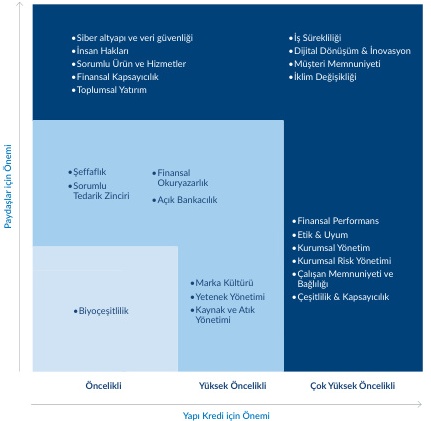 •Siber altyapı ve veri güvenliği
•İnsan Hakları
•Sorumlu Ürün ve Hizmetler
•Finansal Kapsayıcılık
•Toplumsal Yatırım
•İş Sürekliliği
•Dijital Dönüşüm & İnovasyon
•Müşteri Memnuniyeti
•İklim Değişikliği
•Şeffaflık
•Sorumlu
Tedarik Zinciri
•Finansal
Okuryazarlık
•Açık Bankacılık
•Finansal Performans
•Etik & Uyum
•Kurumsal Yönetim
•Kurumsal Risk Yönetimi
•Çalışan Memnuniyeti ve
Bağlılığı
•Çeşitlilik & Kapsayıcılık
•Biyoçeşitlilik
•Marka Kültürü
•Yetenek Yönetimi
•Kaynak ve Atık
Yönetimi
Paydaşlar için Önemi
Öncelikli
Yüksek Öncelikli
Çok Yüksek Öncelikli
Yapı Kredi için Önemi